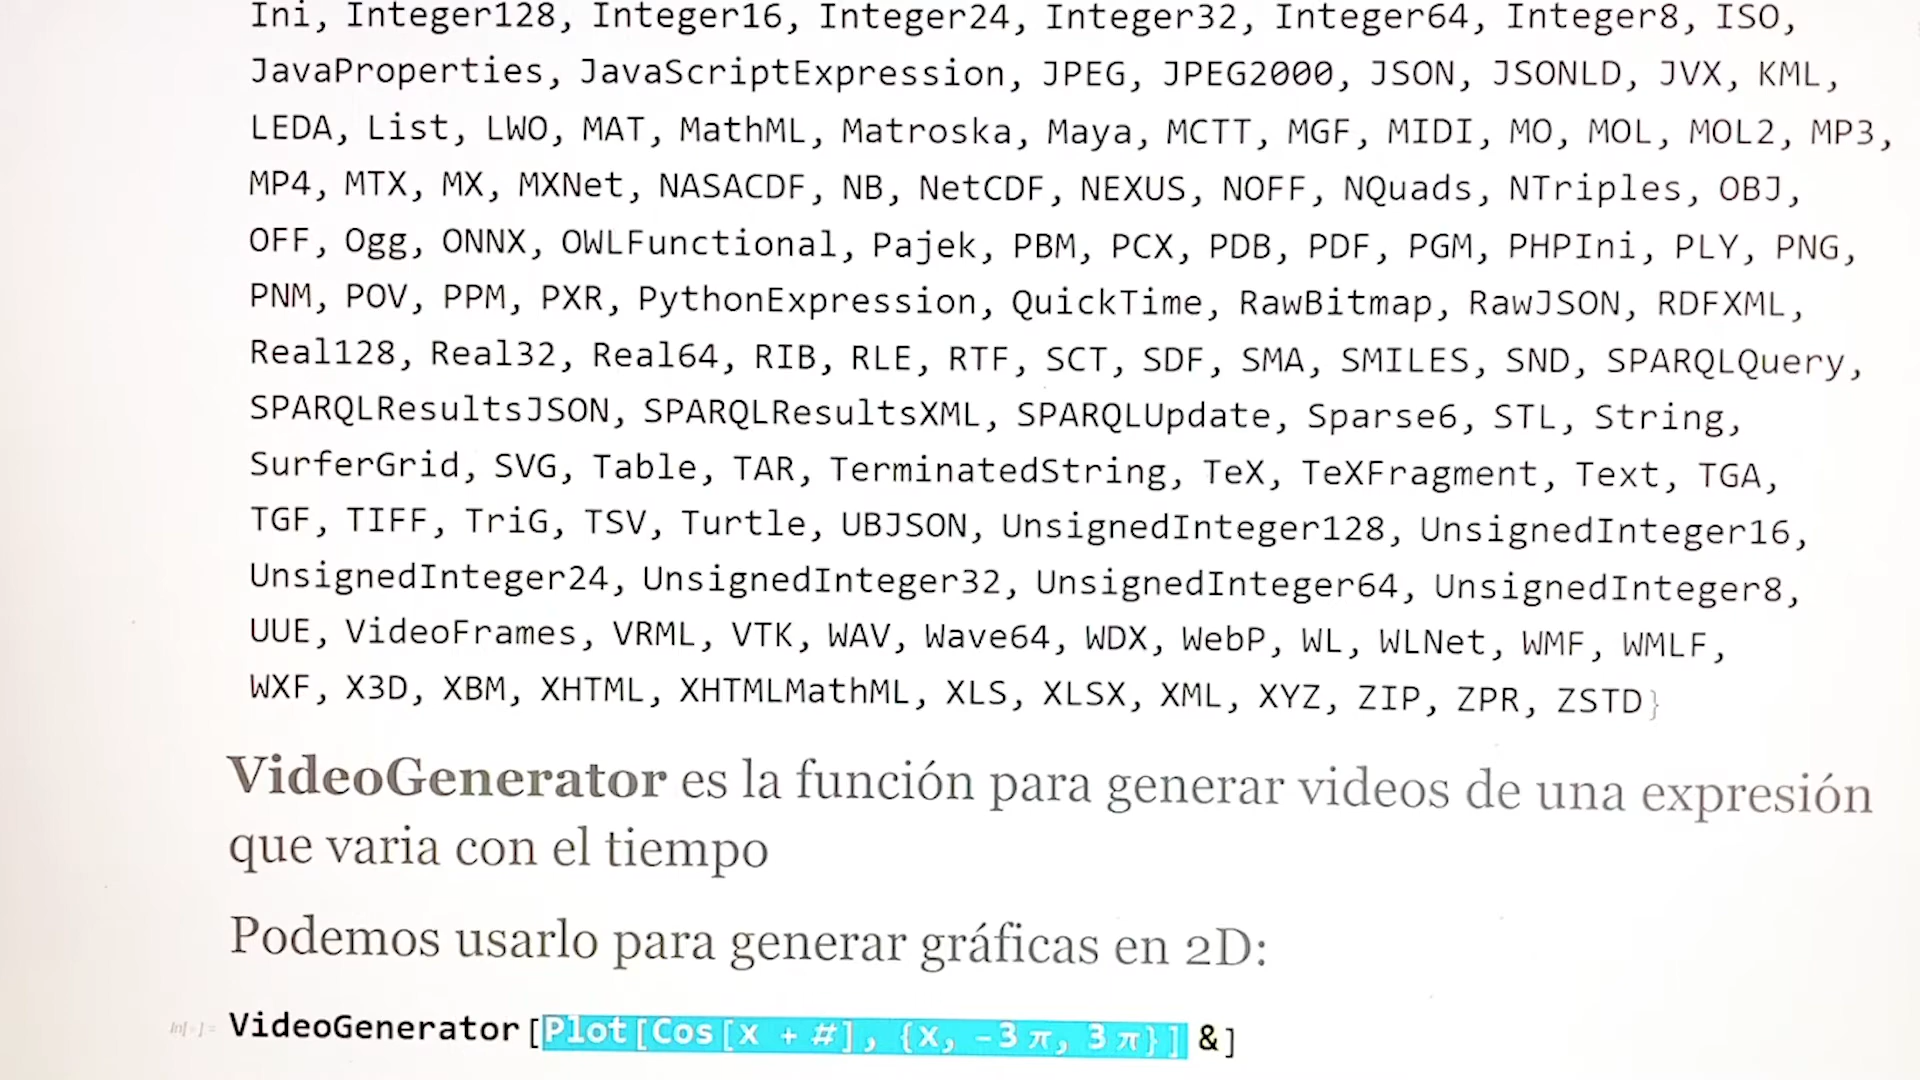 Ini, Integer128, Integer16, Integer24, Integer32, Integer64, Integer8, ISO,
JavaProperties, JavaScriptExpression, JPEG, JPEG2000, JSON, JSONLD, JVX, KML,
LEDA, List, LWO, MAT, MathML, Matroska, Maya, MCTT, MGF, MIDI, MO, MOL, MOL2, MP3,
MP4, MTX, MX, MXNet, NASACDF, NB, NetCDF, NEXUS, NOFF, NQuads, NTriples, OBJ,
OFF, Ogg, ONNX, OWLFunctional, Pajek, PBM, PCX, PDB, PDF, PGM, PHPIni, PLY, PNG,
PNM, POV, PPM, PXR, PythonExpression, QuickTime, RawBitmap, RawJSON, RDFXML,
Real128, Real32, Real64, RIB, RLE, RTF, SCT, SDF, SMA, SMILES, SND, SPARQLQuery,
SPARQLResultsJSON, SPARQLResultsXML, SPARQLUpdate, Sparse6, STL, String,
SurferGrid, SVG, Table, TAR, TerminatedString, TeX, TeXFragment, Text, TGA,
TGF, TIFF, TriG, TSV, Turtle, UBJSON, UnsignedInteger128, UnsignedInteger16,
UnsignedInteger24, UnsignedInteger32, UnsignedInteger64, UnsignedInteger8,
UUE, VideoFrames, VRML, VTK, WAV, Wave64, WDX, WebP, WL, WLNet, WMF, WMLF,
WXF, X3D, XBM, XHTML, XHTMLMathML, XLS, XLSX, XML, XYZ, ZIP, ZPR, ZSTD}
VideoGenerator es la función para generar videos de una expresión
que varia con el tiempo
Podemos usarlo para generar gráficas en 2D:
In[ ]:= VideoGenerator[Plot[Cos[x + #], {x, -3 π, 3 π}] &]